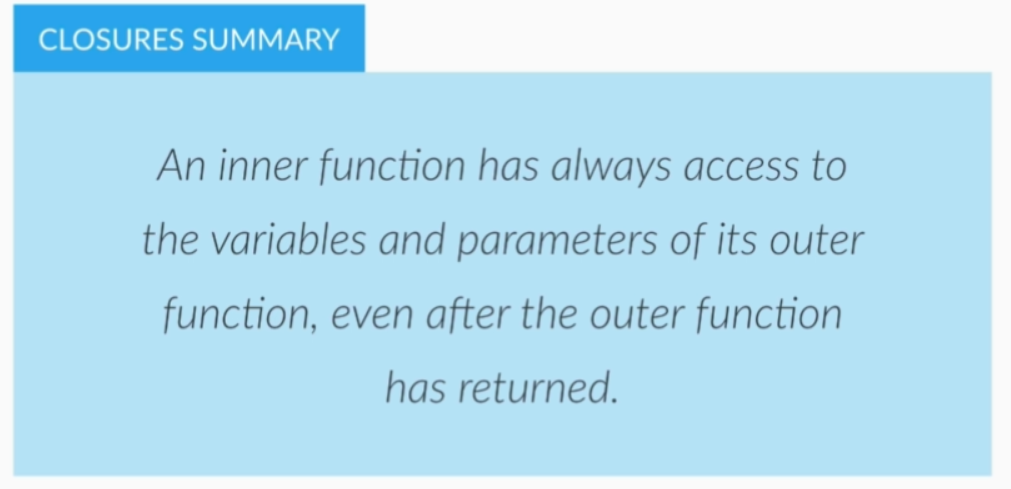 CLOSURES SUMMARY
An inner function has always access to
the variables and parameters of its outer
function, even after the outer function
has returned.